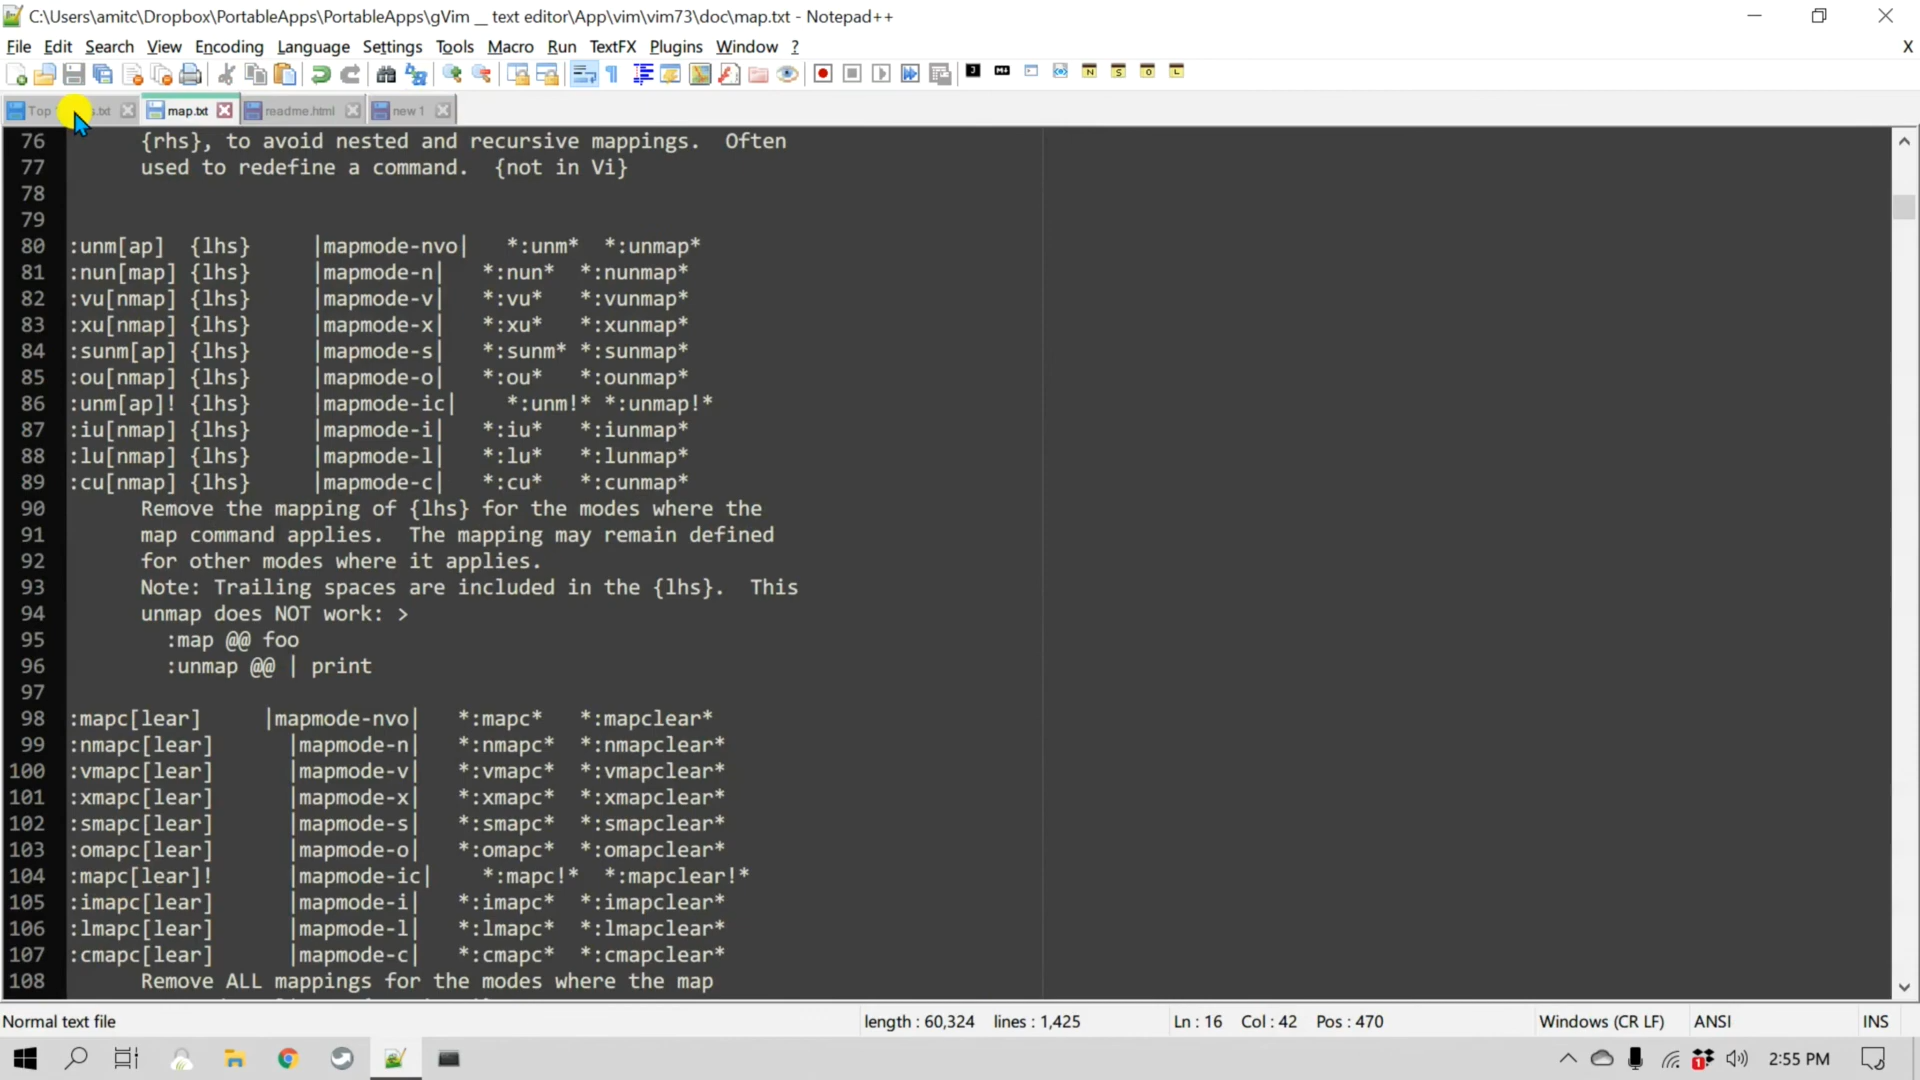 C:\Users\amitc\Dropbox\PortableApps\PortableApps\gVim __ text editor\App\vim\vim73\doc\map.txt - Notepad++
File Edit Search View Encoding Language Settings Tools Macro Run TextFX Plugins Window ? X
Top .txt map.txt readme.html new 1
76 {rhs}, to avoid nested and recursive mappings.  Often
77 used to redefine a command.  {not in Vi}
78
79
80 :unm[ap]  {lhs} |mapmode-nvo| *:unm* *:unmap*
81 :nun[map] {lhs} |mapmode-n| *:nun* *:nunmap*
82 :vu[nmap] {lhs} |mapmode-v| *:vu* *:vunmap*
83 :xu[nmap] {lhs} |mapmode-x| *:xu* *:xunmap*
84 :sunm[ap] {lhs} |mapmode-s| *:sunm* *:sunmap*
85 :ou[nmap] {lhs} |mapmode-o| *:ou* *:ounmap*
86 :unm[ap]! {lhs} |mapmode-ic| *:unm!* *:unmap!*
87 :iu[nmap] {lhs} |mapmode-i| *:iu* *:iunmap*
88 :lu[nmap] {lhs} |mapmode-l| *:lu* *:lunmap*
89 :cu[nmap] {lhs} |mapmode-c| *:cu* *:cunmap*
90 Remove the mapping of {lhs} for the modes where the
91 map command applies.  The mapping may remain defined
92 for other modes where it applies.
93 Note: Trailing spaces are included in the {lhs}.  This
94 unmap does NOT work: >
95 :map @@ foo
96 :unmap @@ | print
97
98 :mapc[lear] |mapmode-nvo| *:mapc* *:mapclear*
99 :nmapc[lear] |mapmode-n| *:nmapc* *:nmapclear*
100 :vmapc[lear] |mapmode-v| *:vmapc* *:vmapclear*
101 :xmapc[lear] |mapmode-x| *:xmapc* *:xmapclear*
102 :smapc[lear] |mapmode-s| *:smapc* *:smapclear*
103 :omapc[lear] |mapmode-o| *:omapc* *:omapclear*
104 :mapc[lear]! |mapmode-ic| *:mapc!* *:mapclear!*
105 :imapc[lear] |mapmode-i| *:imapc* *:imapclear*
106 :lmapc[lear] |mapmode-l| *:lmapc* *:lmapclear*
107 :cmapc[lear] |mapmode-c| *:cmapc* *:cmapclear*
108 Remove ALL mappings for the modes where the map
Normal text file length : 60,324 lines : 1,425 Ln : 16 Col : 42 Pos : 470 Windows (CR LF) ANSI INS
2:55 PM